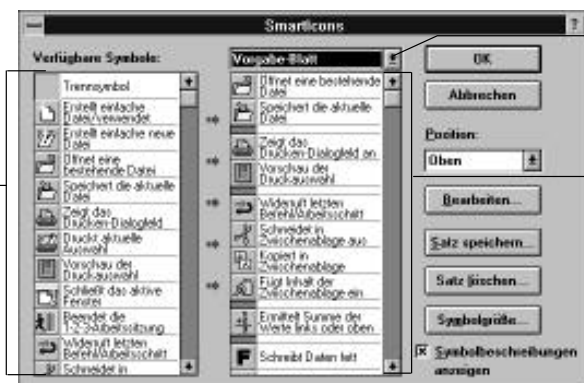 SmartIcons
Verfügbare Symbole:
Trennsymbol
Erstellt einfache
Datei/verwendet
Erstellt einfache neue
Datei
Öffnet eine
bestehende Datei
Speichert die aktuelle
Datei
Zeigt das
Drucken-Dialogfeld
Druckt aktuelle
Auswahl
Vorschau der
Druckauswahl
Schließt das aktive
Fenster
Beendet die
1-2-3-Arbeitssitzung
Widerruft letzten
Befehl/Arbeitsschritt
Schneidet in
Vorgabe-Blatt
Öffnet eine bestehende
Datei
Speichert die aktuelle
Datei
Zeigt das
Drucken-Dialogfeld an
Vorschau der
Druckauswahl
Widerruft letzten
Befehl/Arbeitsschritt
Schneidet in
Zwischenablage aus
Kopiert in
Zwischenablage
Fügt Inhalt der
Zwischenablage ein
Ermittelt Summe der
Werte links oder oben
F
Schreibt Daten fett
OK
Abbrechen
Position:
Oben
Bearbeiten...
Satz speichern...
Satz löschen...
Symbolgröße...
Symbolbeschreibungen
anzeigen